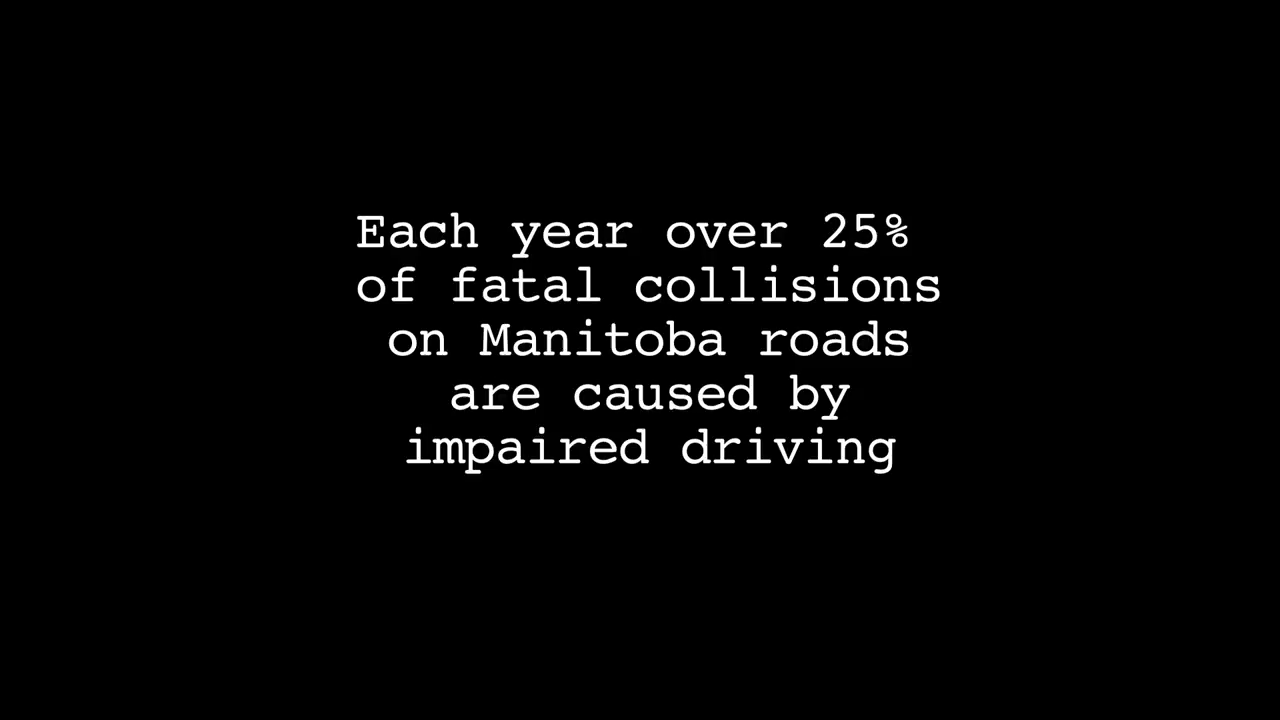 Each year over 25%
of fatal collisions
on Manitoba roads
are caused by
impaired driving